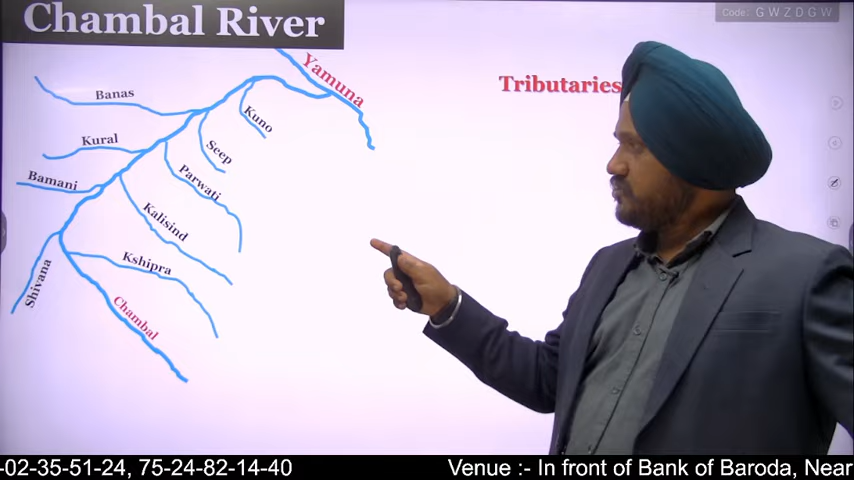 Chambal River
Code: GWZDGW
Yamuna
Tributaries
Banas
Kuno
Kural
Seep
Bamani
Parwati
Kalisind
Kshipra
Shivana
Chambal
-02-35-51-24, 75-24-82-14-40
Venue :- In front of Bank of Baroda, Near